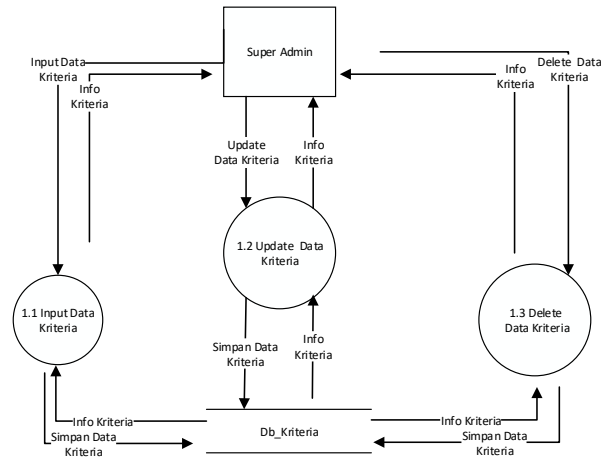 Super Admin
Input Data
Kriteria
Info
Kriteria
Info
Kriteria
Delete Data
Kriteria
Update
Data Kriteria
Info
Kriteria
1.2 Update Data
Kriteria
1.1 Input Data
Kriteria
1.3 Delete
Data Kriteria
Simpan Data
Kriteria
Info
Kriteria
Info Kriteria
Simpan Data
Kriteria
Db_Kriteria
Info Kriteria
Simpan Data
Kriteria